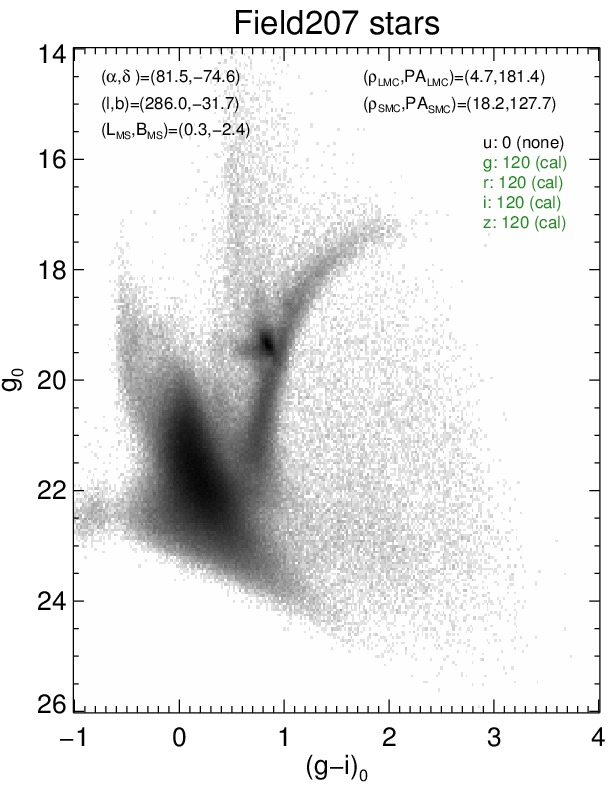 Field207 stars
(α,δ )=(81.5,−74.6)
(ρLMC,PALMC)=(4.7,181.4)
(l,b)=(286.0,−31.7)
(ρSMC,PASMC)=(18.2,127.7)
(LMS,BMS)=(0.3,−2.4)
u: 0 (none)
g: 120 (cal)
r: 120 (cal)
i: 120 (cal)
z: 120 (cal)
14
16
18
20
22
24
26
g0
−1 0 1 2 3 4
(g−i)0